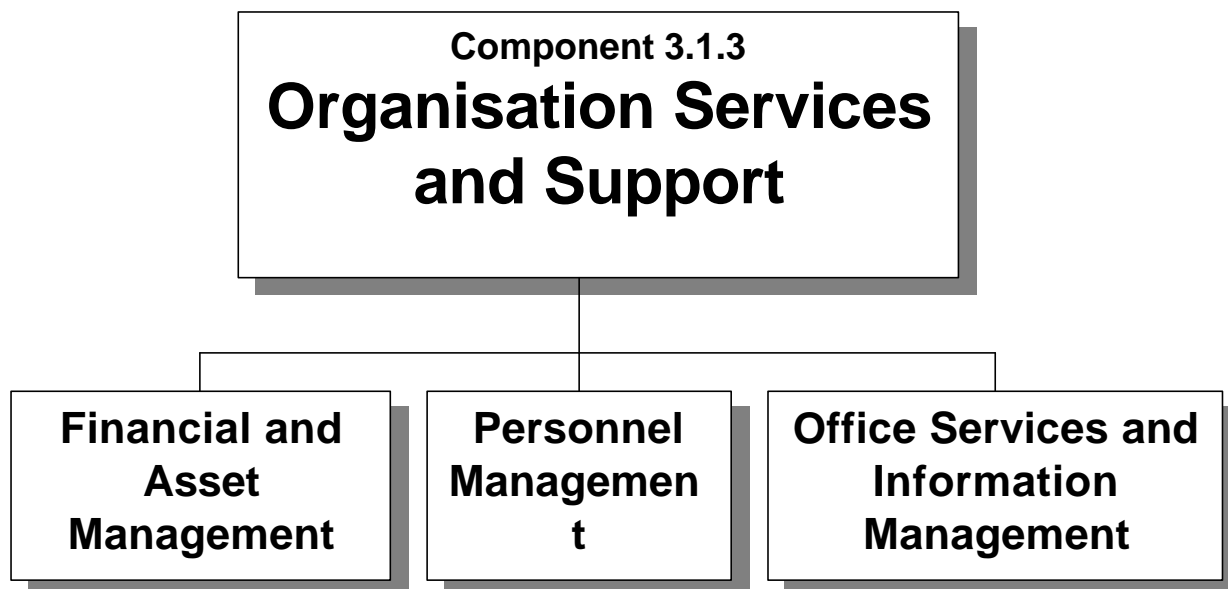 Component 3.1.3
Organisation Services
and Support
Financial and
Asset
Management
Personnel
Managemen
t
Office Services and
Information
Management